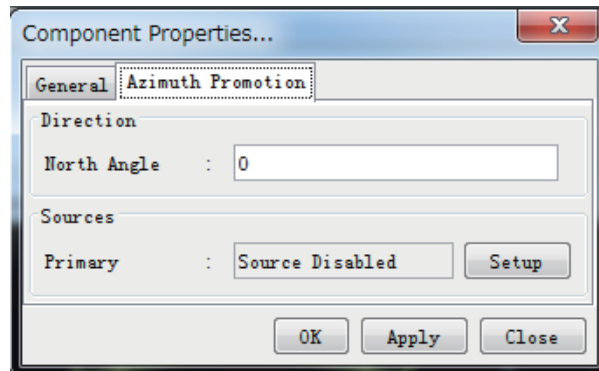 Component Properties...
General Azimuth Promotion
Direction
North Angle : 0
Sources
Primary : Source Disabled Setup
OK Apply Close